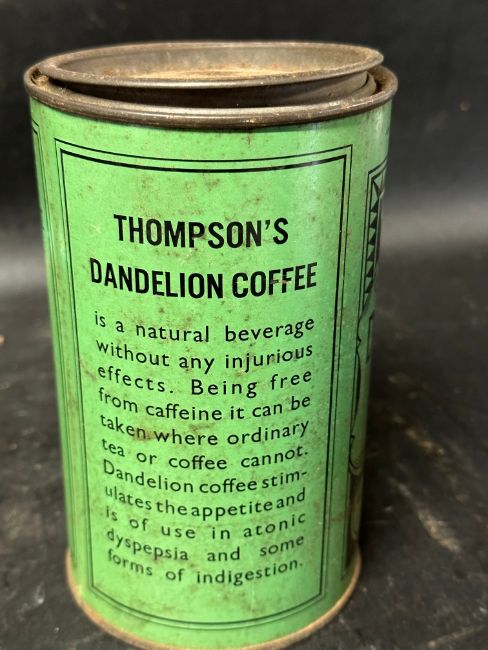 THOMPSON'S
DANDELION COFFEE
is a natural beverage
without any injurious
effects. Being free
from caffeine it can be
taken where ordinary
tea or coffee cannot.
Dandelion coffee stim-
ulates the appetite and
is of use in atonic
dyspepsia and some
forms of indigestion.